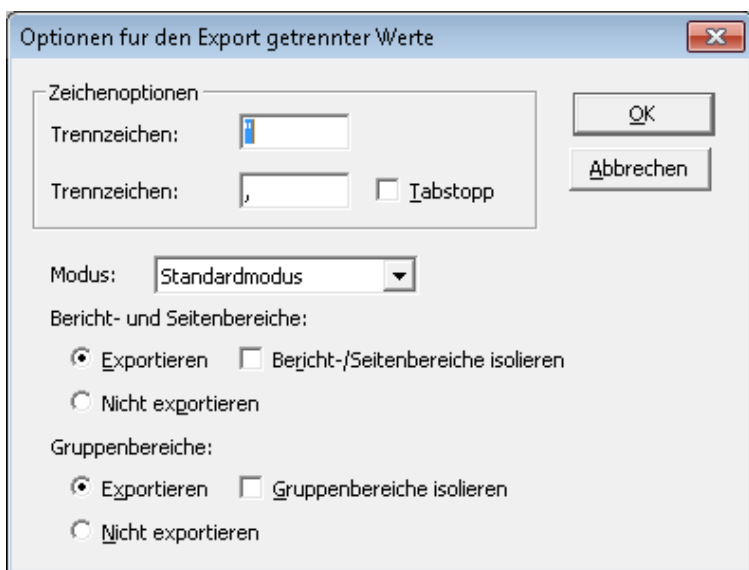 Optionen fur den Export getrennter Werte
Zeichenoptionen
Trennzeichen: "
Trennzeichen: , Tabstopp
OK
Abbrechen
Modus: Standardmodus
Bericht- und Seitenbereiche:
Exportieren Bericht-/Seitenbereiche isolieren
Nicht exportieren
Gruppenbereiche:
Exportieren Gruppenbereiche isolieren
Nicht exportieren